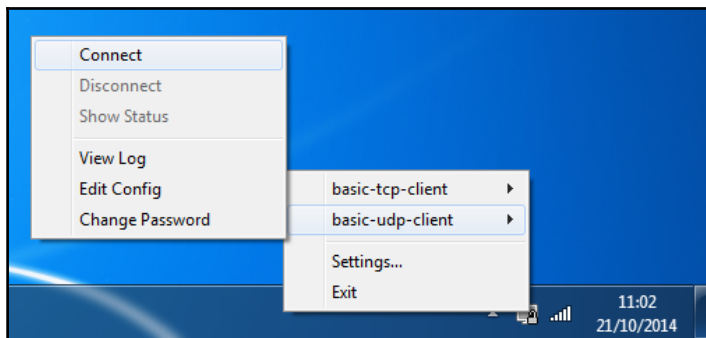 Connect
Disconnect
Show Status
View Log
Edit Config
Change Password
basic-tcp-client
basic-udp-client
Settings...
Exit
11:02
21/10/2014